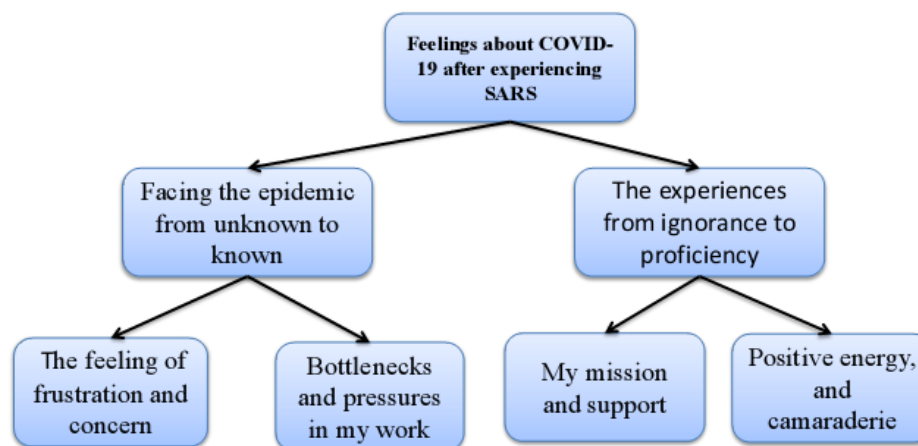 Feelings about COVID-
19 after experiencing
SARS
Facing the epidemic
from unknown to
known
The experiences
from ignorance to
proficiency
The feeling of
frustration and
concern
Bottlenecks
and pressures
in my work
My mission
and support
Positive energy,
and
camaraderie